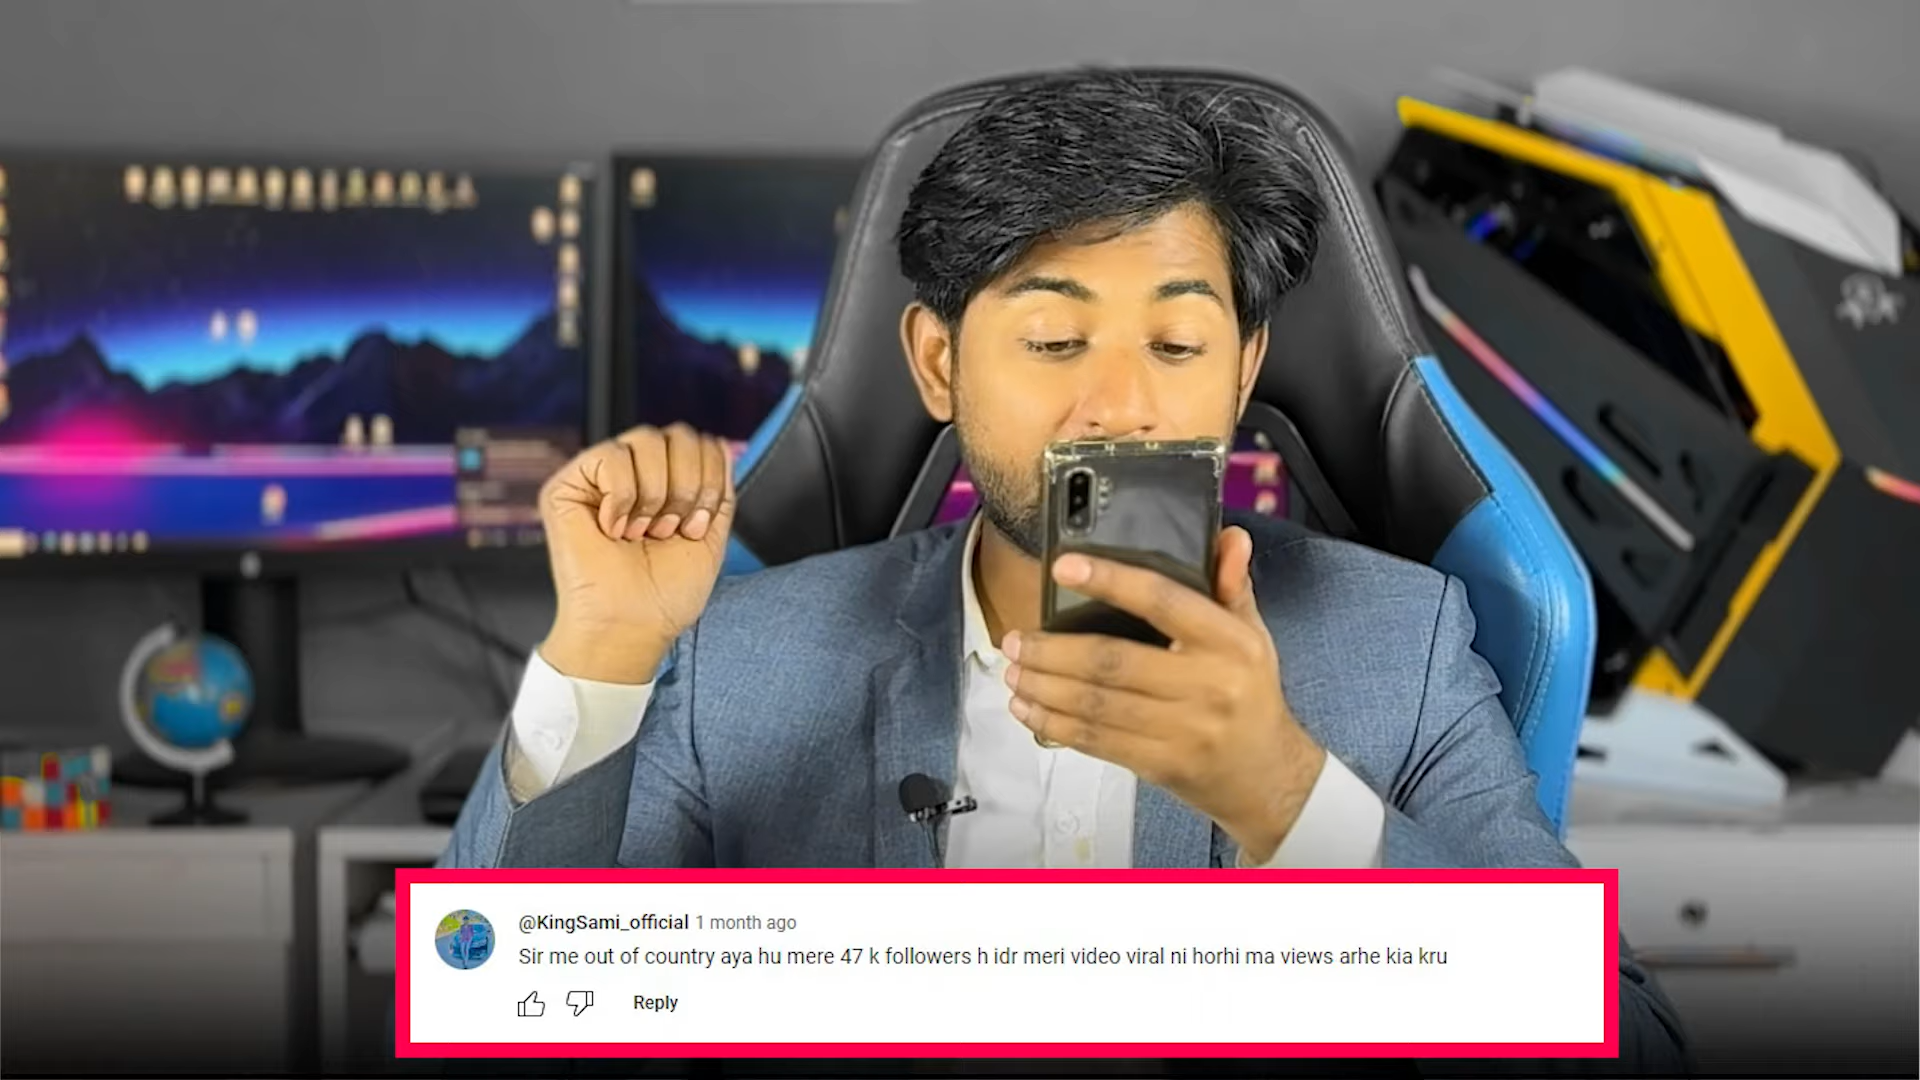 @KingSami_official 1 month ago
Sir me out of country aya hu mere 47 k followers h idr meri video viral ni horhi ma views arhe kia kru
Reply